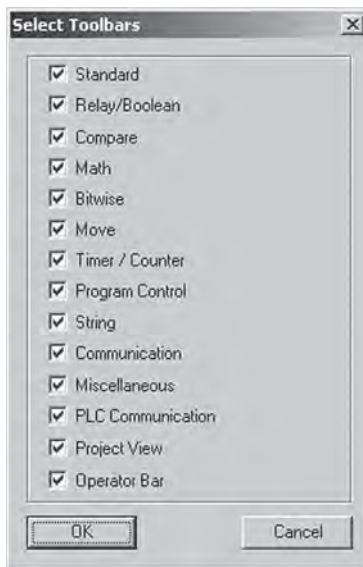 Select Toolbars
Standard
Relay/Boolean
Compare
Math
Bitwise
Move
Timer / Counter
Program Control
String
Communication
Miscellaneous
PLC Communication
Project View
Operator Bar
OK Cancel